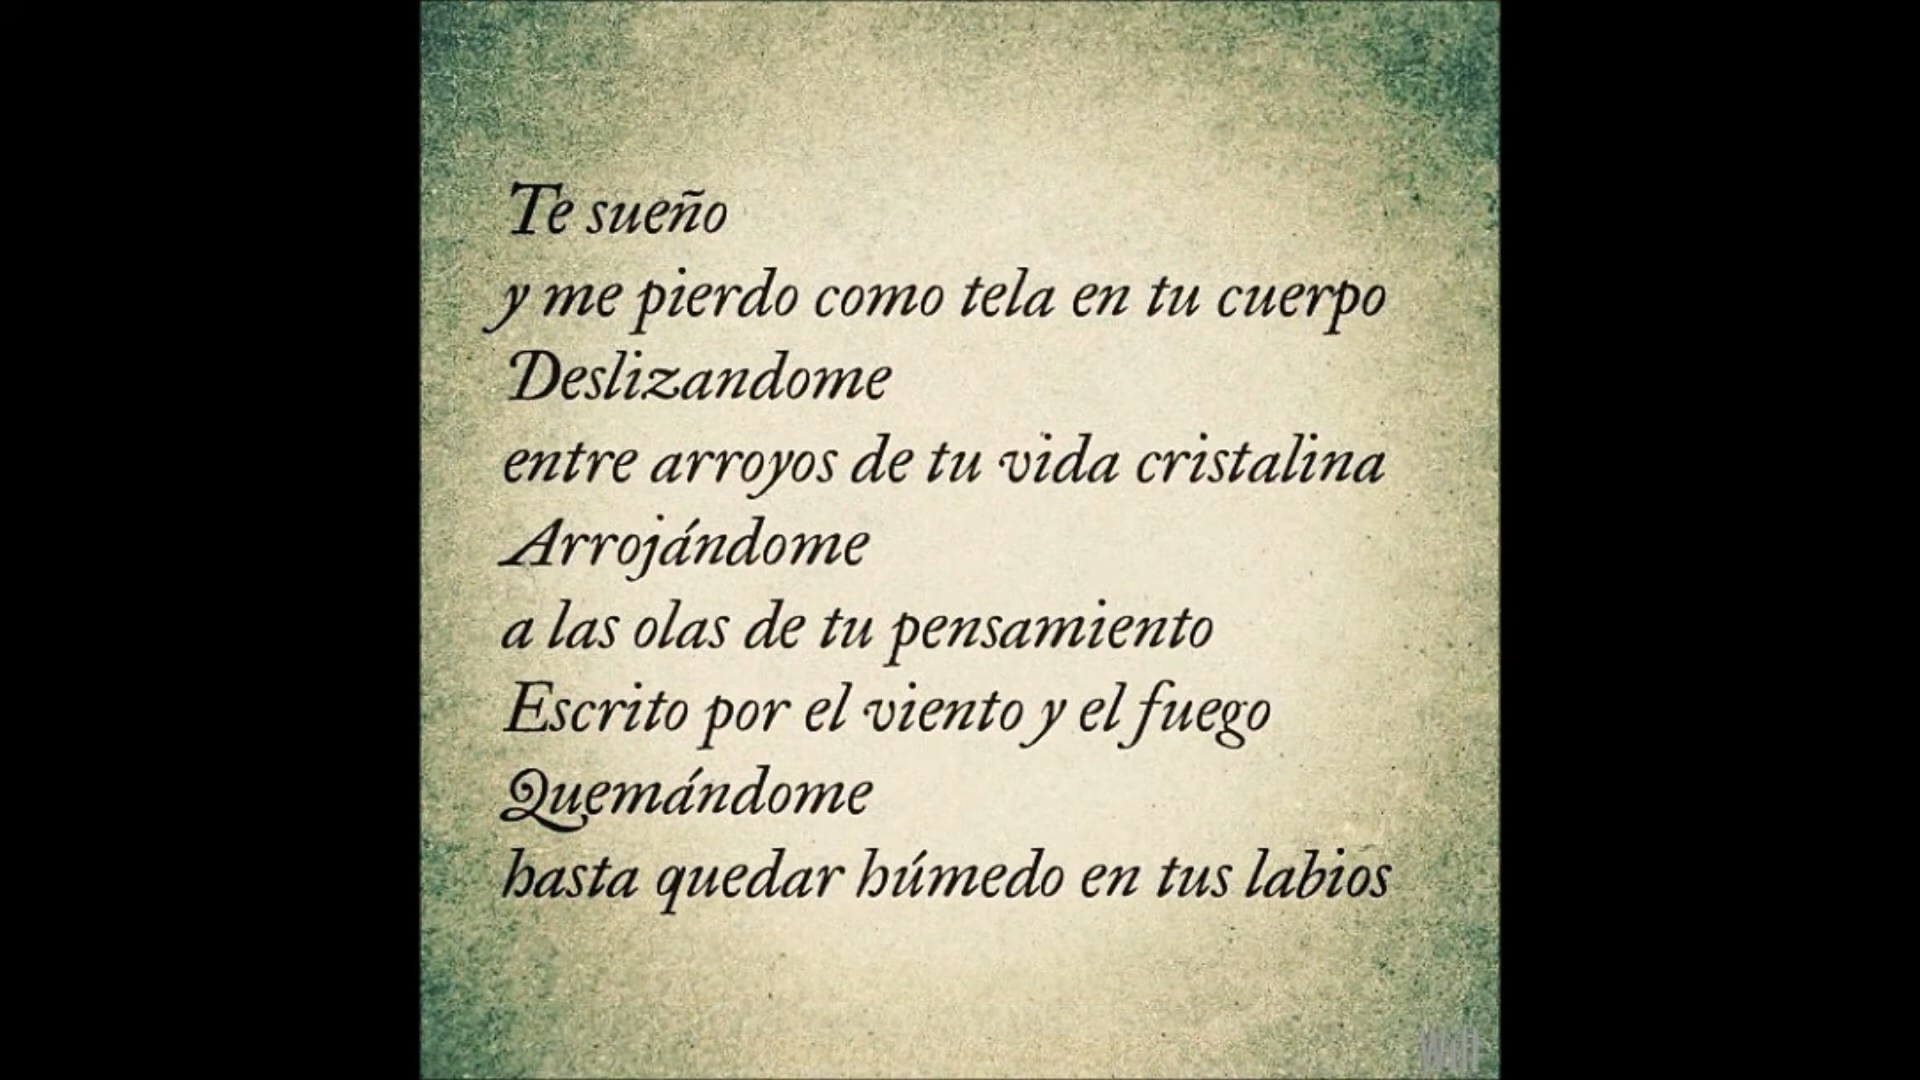 Te sueño
y me pierdo como tela en tu cuerpo
Deslizandome
entre arroyos de tu vida cristalina
Arrojándome
a las olas de tu pensamiento
Escrito por el viento y el fuego
Quemándome
hasta quedar húmedo en tus labios